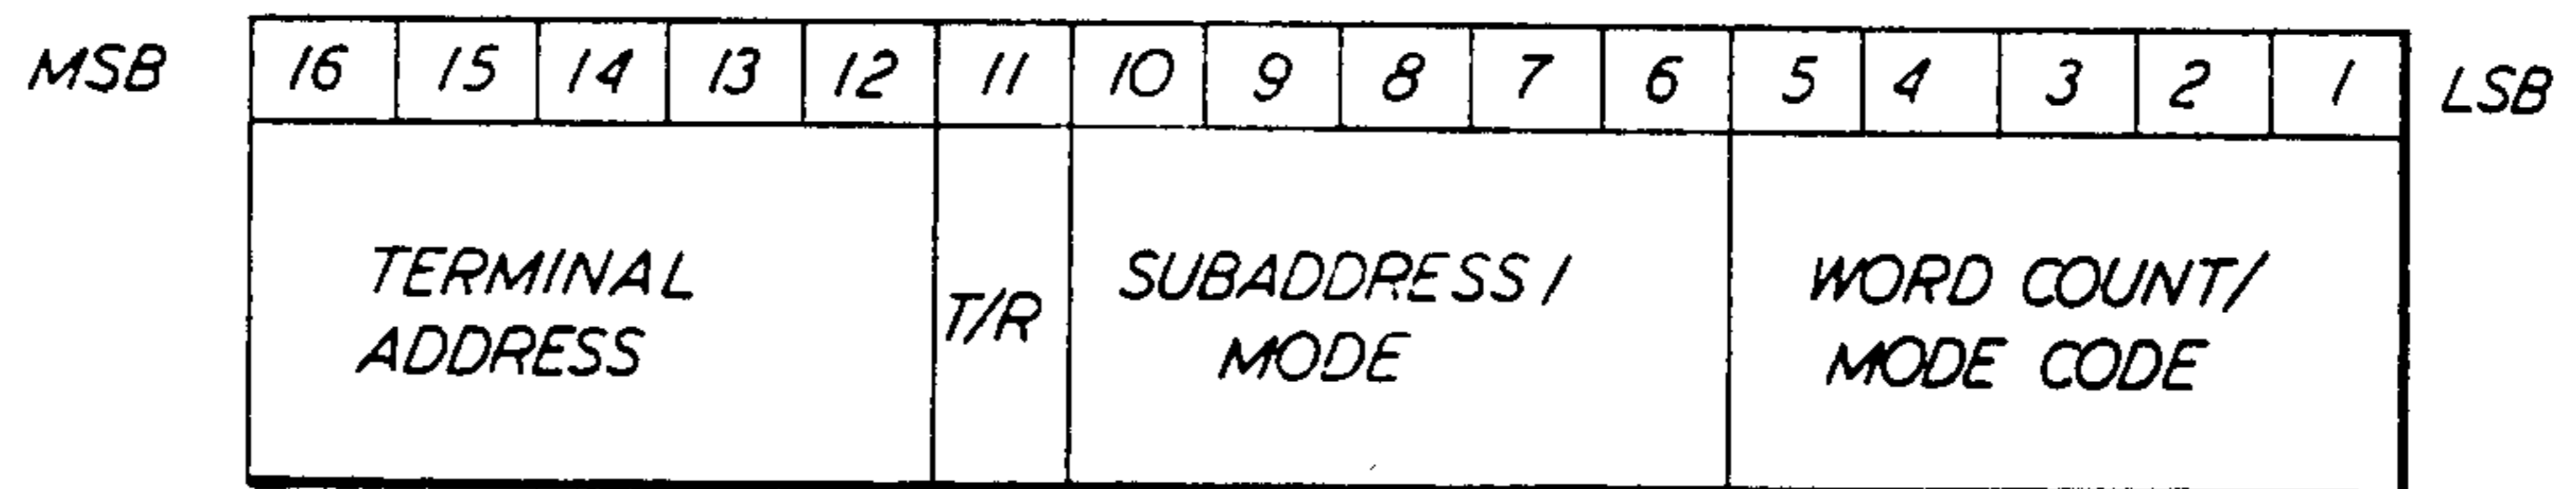 MSB 16 15 14 13 12 11 10 9 8 7 6 5 4 3 2 1 LSB
TERMINAL
ADDRESS
T/R
SUBADDRESS/
MODE
WORD COUNT/
MODE CODE